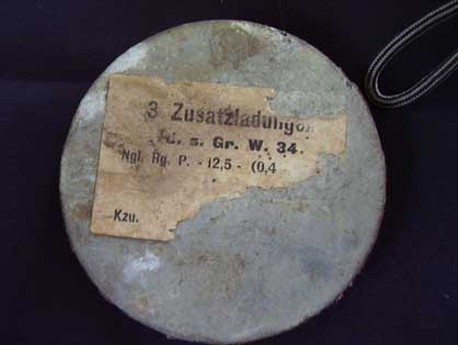 3 Zusatzladungen
d. s. Gr. W. 34.
Ngl. Rg. P. - 12,5 - (0,4
Kzu.